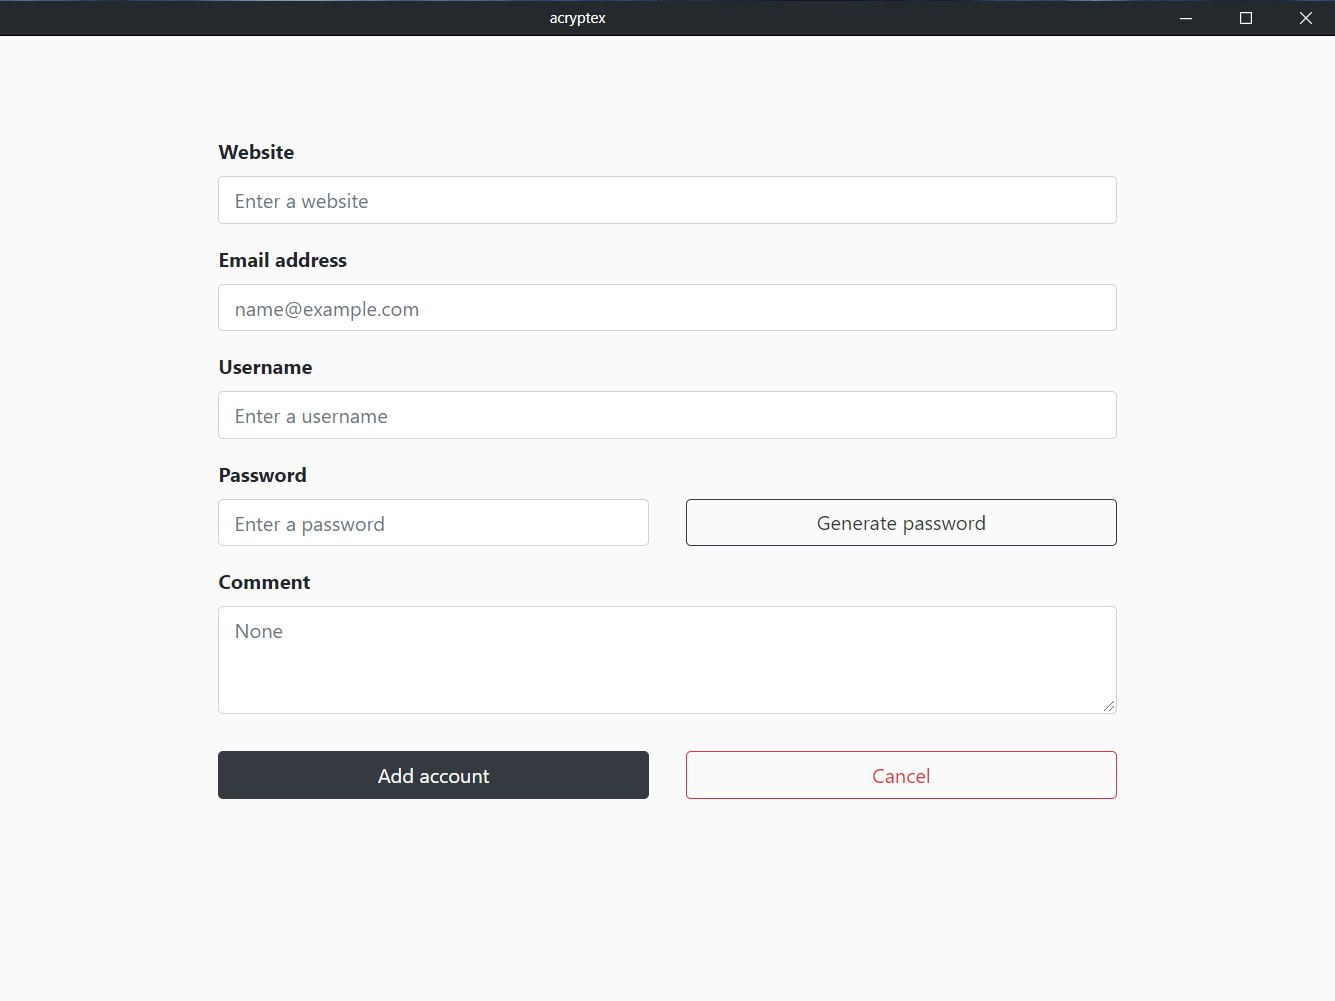 acryptex
Website
Enter a website
Email address
name@example.com
Username
Enter a username
Password
Enter a password
Generate password
Comment
None
Add account
Cancel